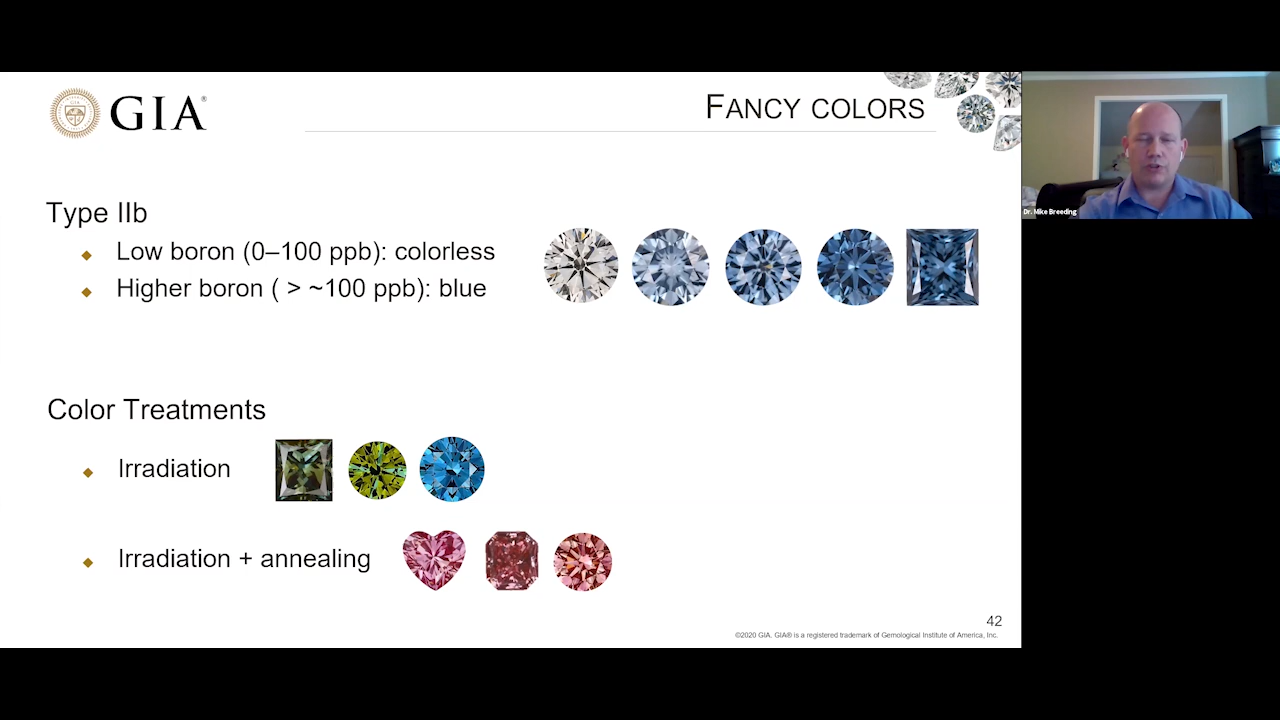 GIA®
FANCY COLORS
Dr. Mike Breeding
Type IIb
◆ Low boron (0–100 ppb): colorless
◆ Higher boron ( > ~100 ppb): blue
Color Treatments
◆ Irradiation
◆ Irradiation + annealing
42
©2020 GIA, GIA® is a registered trademark of Gemological Institute of America, Inc.